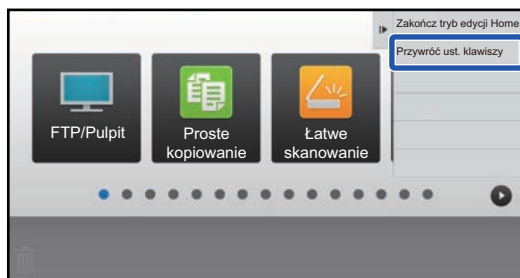 Zakończ tryb edycji Home
Przywróć ust. klawiszy
FTP/Pulpit
Proste
kopiowanie
Łatwe
skanowanie